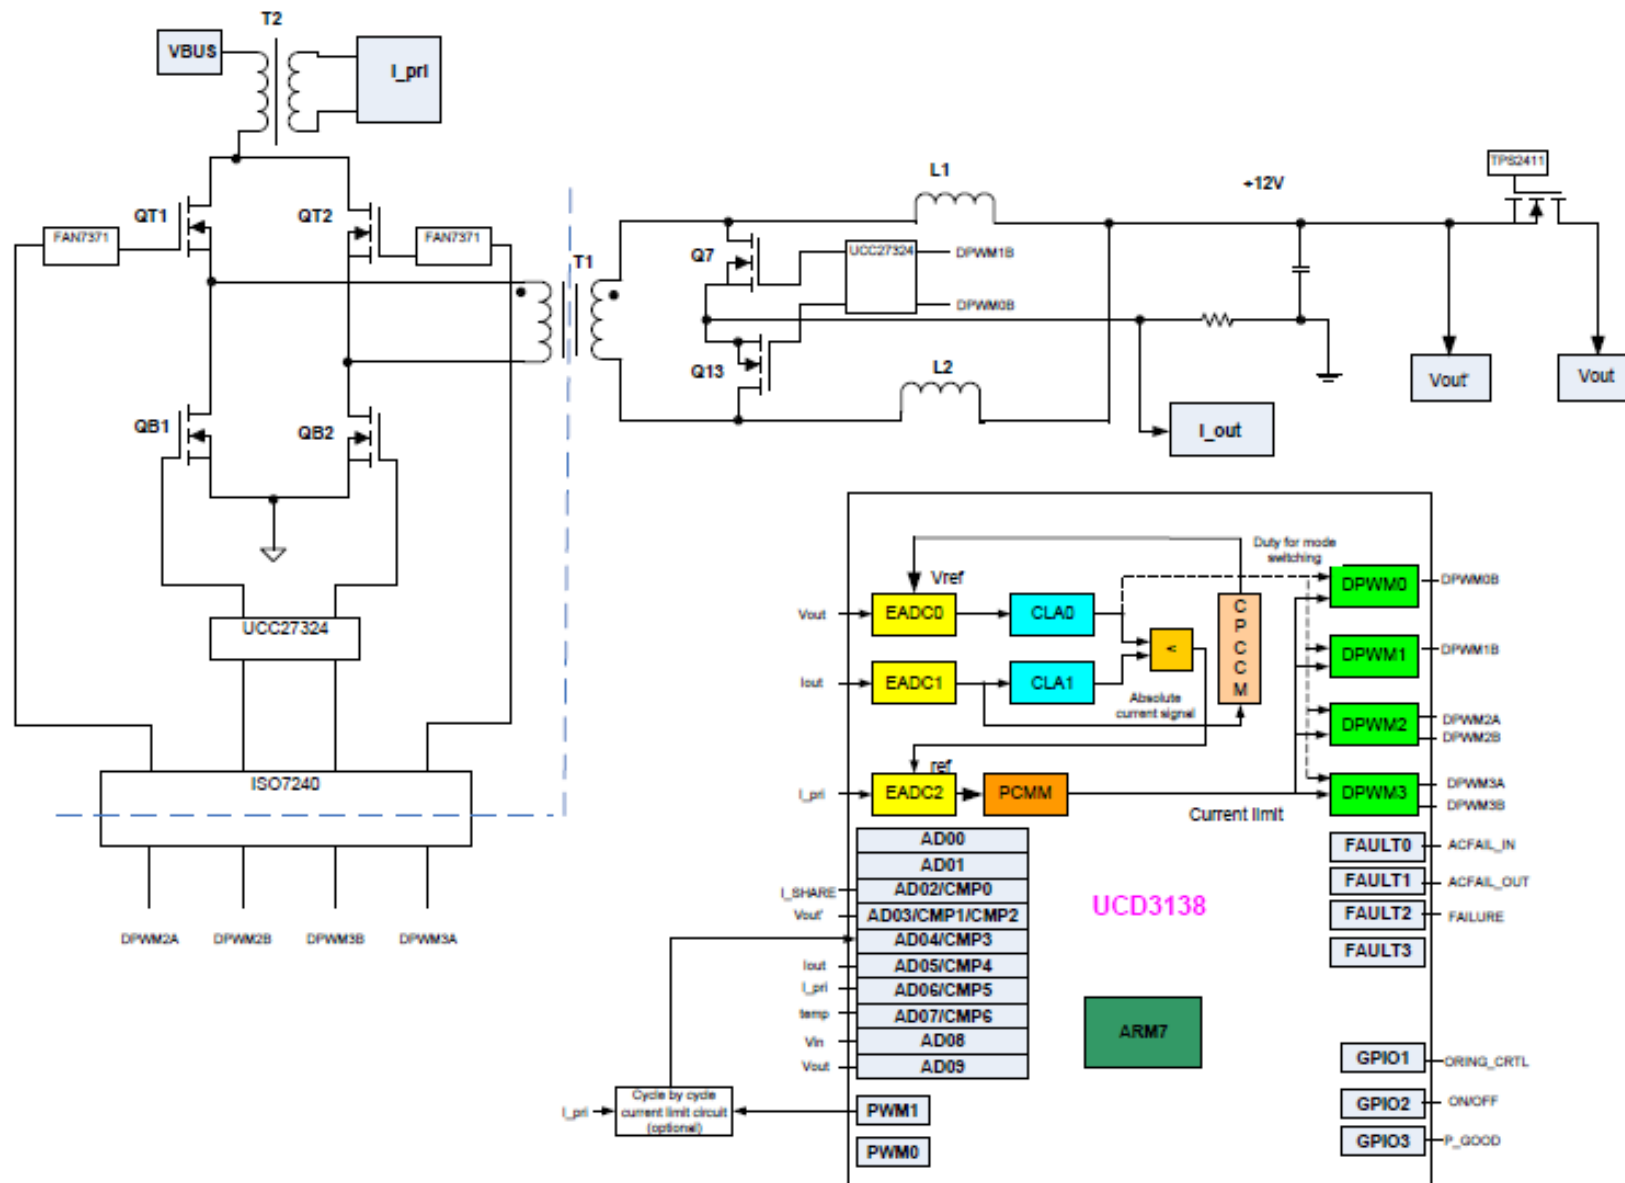 T2
VBUS
I_pri
QT1
QT2
FAN7371
FAN7371
T1
L1
+12V
TPS2411
Q7
UCC27324
DPWM1B
DPWM0B
Q13
L2
Vout'
Vout
I_out
QB1
QB2
UCC27324
ISO7240
DPWM2A
DPWM2B
DPWM3B
DPWM3A
Duty for mode
switching
Vref
Vout
EADC0
CLA0
C
P
C
C
M
DPWM0
DPWM0B
<
Iout
EADC1
CLA1
DPWM1
DPWM1B
Absolute
current signal
DPWM2
DPWM2A
DPWM2B
ref
I_pri
EADC2
PCMM
Current limit
DPWM3
DPWM3A
DPWM3B
AD00
AD01
I_SHARE
AD02/CMP0
Vout'
AD03/CMP1/CMP2
AD04/CMP3
Iout
AD05/CMP4
I_pri
AD06/CMP5
temp
AD07/CMP6
Vin
AD08
Vout
AD09
UCD3138
ARM7
FAULT0
ACFAIL_IN
FAULT1
ACFAIL_OUT
FAULT2
FAILURE
FAULT3
I_pri
Cycle by cycle
current limit circuit
(optional)
PWM1
PWM0
GPIO1
ORING_CRTL
GPIO2
ON/OFF
GPIO3
P_GOOD